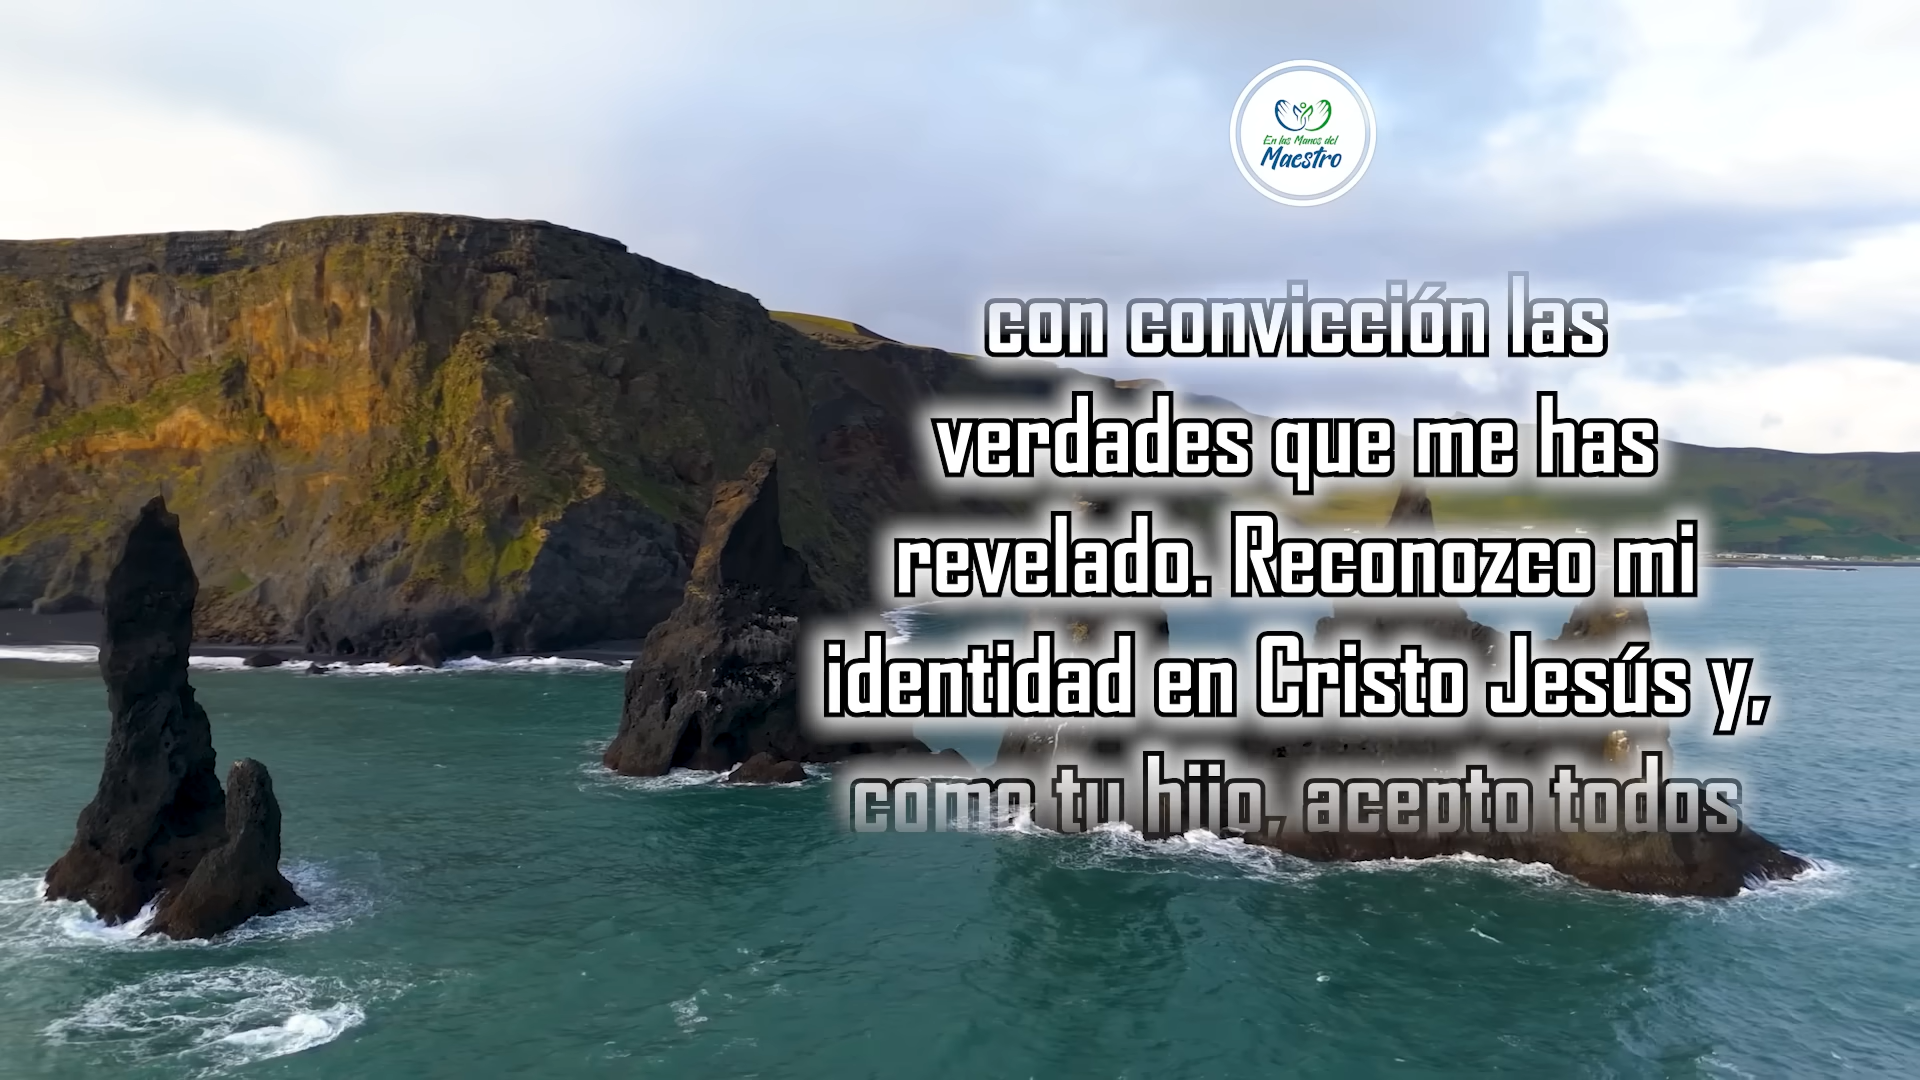 En las Manos del
Maestro
con convicción las
verdades que me has
revelado. Reconozco mi
identidad en Cristo Jesús y,
como tu hijo, acepto todos